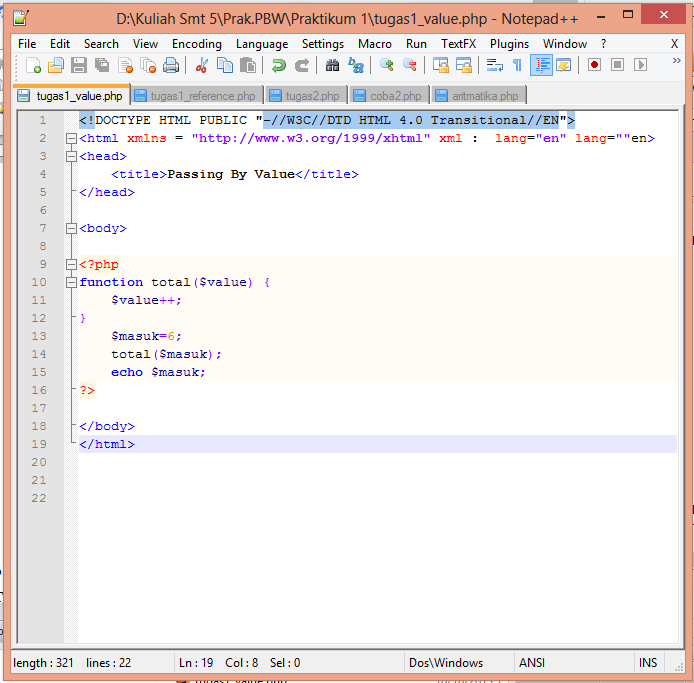 D:\Kuliah Smt 5\Prak.PBW\Praktikum 1\tugas1_value.php - Notepad++
File Edit Search View Encoding Language Settings Macro Run TextFX Plugins Window ? X
tugas1_value.php tugas1_reference.php tugas2.php coba2.php aritmatika.php
1 <!DOCTYPE HTML PUBLIC "-//W3C//DTD HTML 4.0 Transitional//EN">
2 <html xmlns = "http://www.w3.org/1999/xhtml" xml :  lang="en" lang=""en>
3 <head>
4     <title>Passing By Value</title>
5 </head>
6
7 <body>
8
9 <?php
10 function total($value) {
11     $value++;
12 }
13     $masuk=6;
14     total($masuk);
15     echo $masuk;
16 ?>
17
18 </body>
19 </html>
20
21
22
length : 321 lines : 22 Ln : 19 Col : 8 Sel : 0 Dos\Windows ANSI INS